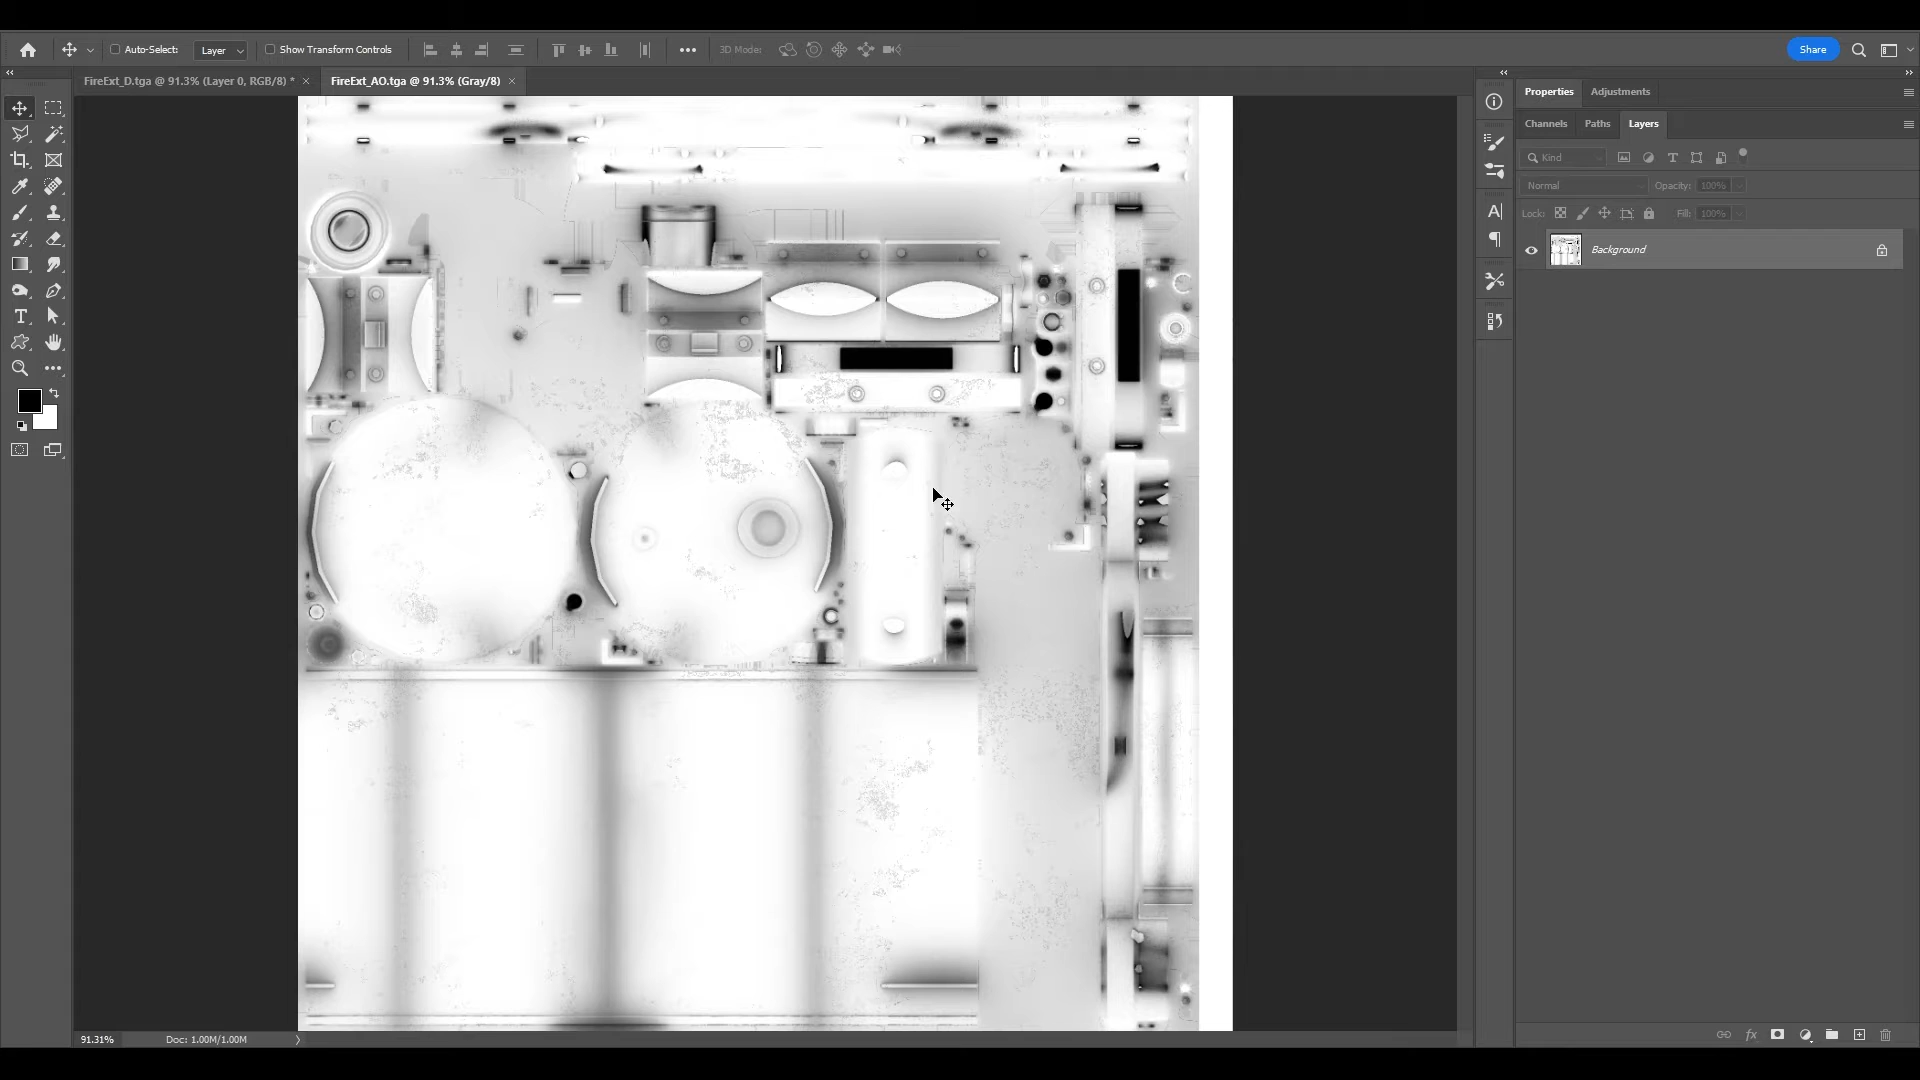 Auto-Select: Layer Show Transform Controls 3D Mode: Share
FireExt_D.tga @ 91.3% (Layer 0, RGB/8) * × FireExt_AO.tga @ 91.3% (Gray/8) ×
Properties Adjustments
Channels Paths Layers
Kind
Normal Opacity: 100%
Lock: Fill: 100%
Background
91.31% Doc: 1.00M/1.00M